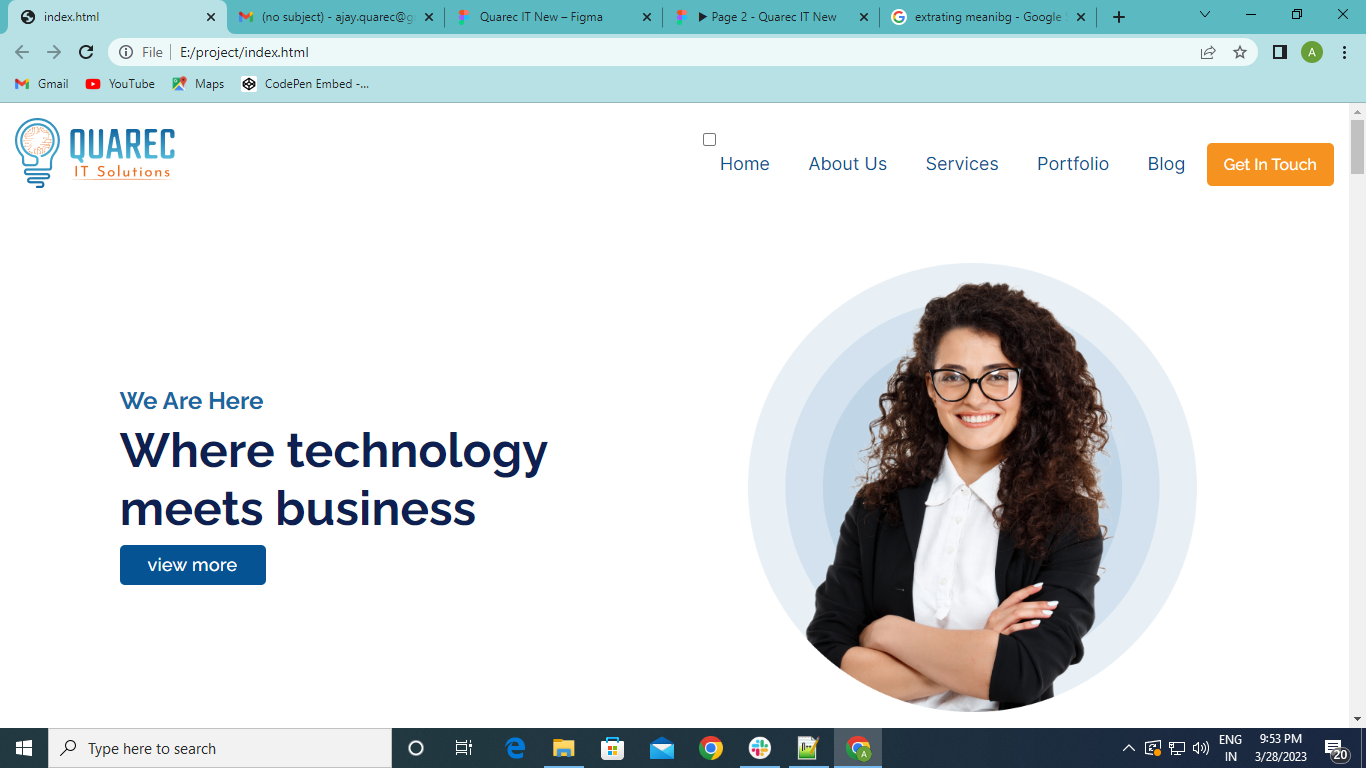 index.html
(no subject) - ajay.quarec@g
Quarec IT New – Figma
Page 2 - Quarec IT New
extrating meanibg - Google
File
E:/project/index.html
A
Gmail
YouTube
Maps
CodePen Embed -...
QUAREC
IT Solutions
Home
About Us
Services
Portfolio
Blog
Get In Touch
We Are Here
Where technology
meets business
view more
Type here to search
ENG
IN
9:53 PM
3/28/2023
20